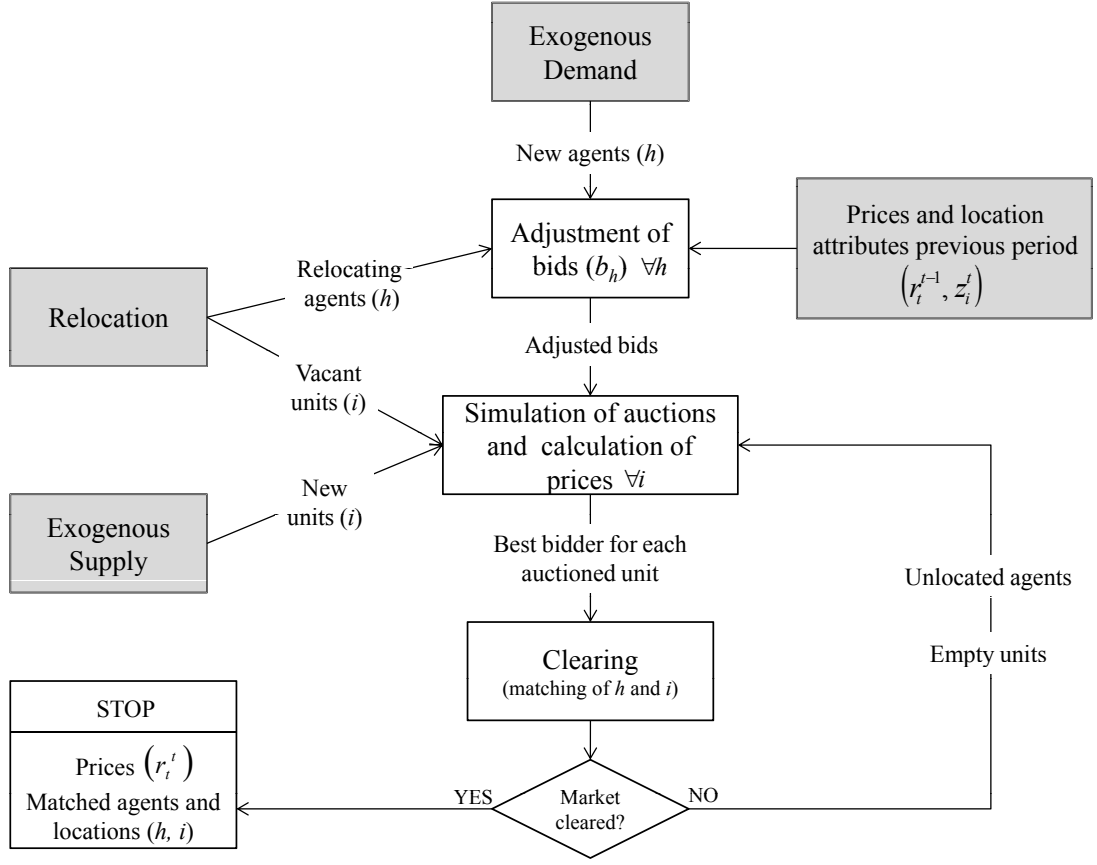 Exogenous
Demand
New agents (h)
Prices and location
attributes previous period
(r_t^{t−1}, z_i^t)
Adjustment of
bids (b_h) ∀h
Relocating
agents (h)
Relocation
Adjusted bids
Vacant
units (i)
Simulation of auctions
and calculation of
prices ∀i
New
units (i)
Exogenous
Supply
Best bidder for each
auctioned unit
Unlocated agents
Empty units
Clearing
(matching of h and i)
STOP
Prices (r_t^t)
Matched agents and
locations (h, i)
YES
Market
cleared?
NO